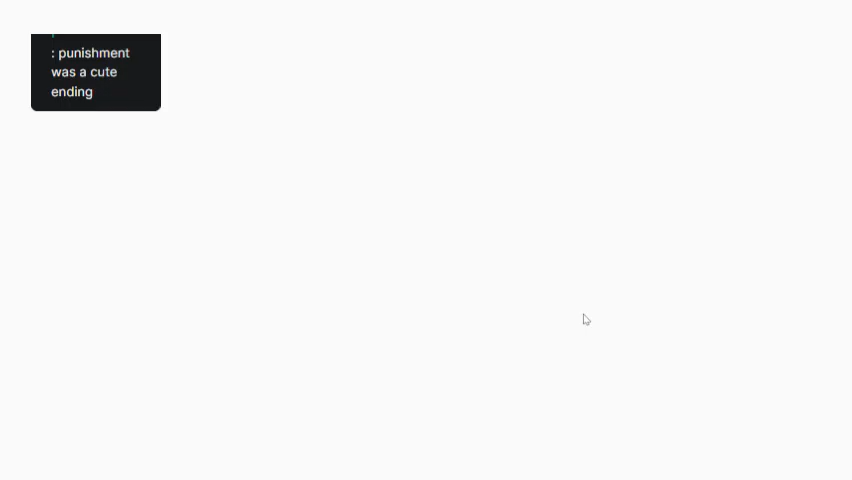 : punishment
was a cute
ending